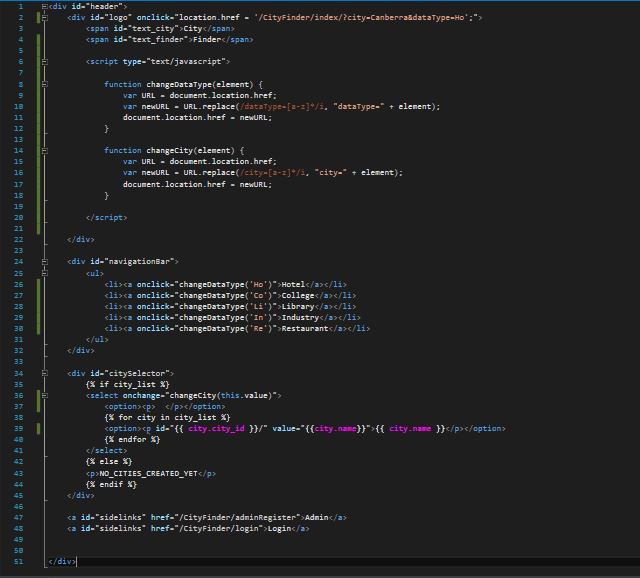 1 <div id="header">
2 <div id="logo" onclick="location.href = '/CityFinder/index/?city=Canberra&dataType=Ho';">
3 <span id="text_city">City</span>
4 <span id="text_finder">Finder</span>
5
6 <script type="text/javascript">
7
8 function changeDataType(element) {
9 var URL = document.location.href;
10 var newURL = URL.replace(/dataType=[a-z]*/i, "dataType=" + element);
11 document.location.href = newURL;
12 }
13
14 function changeCity(element) {
15 var URL = document.location.href;
16 var newURL = URL.replace(/city=[a-z]*/i, "city=" + element);
17 document.location.href = newURL;
18 }
19
20 </script>
21
22 </div>
23
24 <div id="navigationBar">
25 <ul>
26 <li><a onclick="changeDataType('Ho')">Hotel</a></li>
27 <li><a onclick="changeDataType('Co')">College</a></li>
28 <li><a onclick="changeDataType('Li')">Library</a></li>
29 <li><a onclick="changeDataType('In')">Industry</a></li>
30 <li><a onclick="changeDataType('Re')">Restaurant</a></li>
31 </ul>
32 </div>
33
34 <div id="citySelector">
35 {% if city_list %}
36 <select onchange="changeCity(this.value)">
37 <option><p> </p></option>
38 {% for city in city_list %}
39 <option><p id="{{ city.city_id }}/" value="{{city.name}}">{{ city.name }}</p></option>
40 {% endfor %}
41 </select>
42 {% else %}
43 <p>NO_CITIES_CREATED_YET</p>
44 {% endif %}
45 </div>
46
47 <a id="sidelinks" href="/CityFinder/adminRegister">Admin</a>
48 <a id="sidelinks" href="/CityFinder/login">Login</a>
49
50
51 </div>